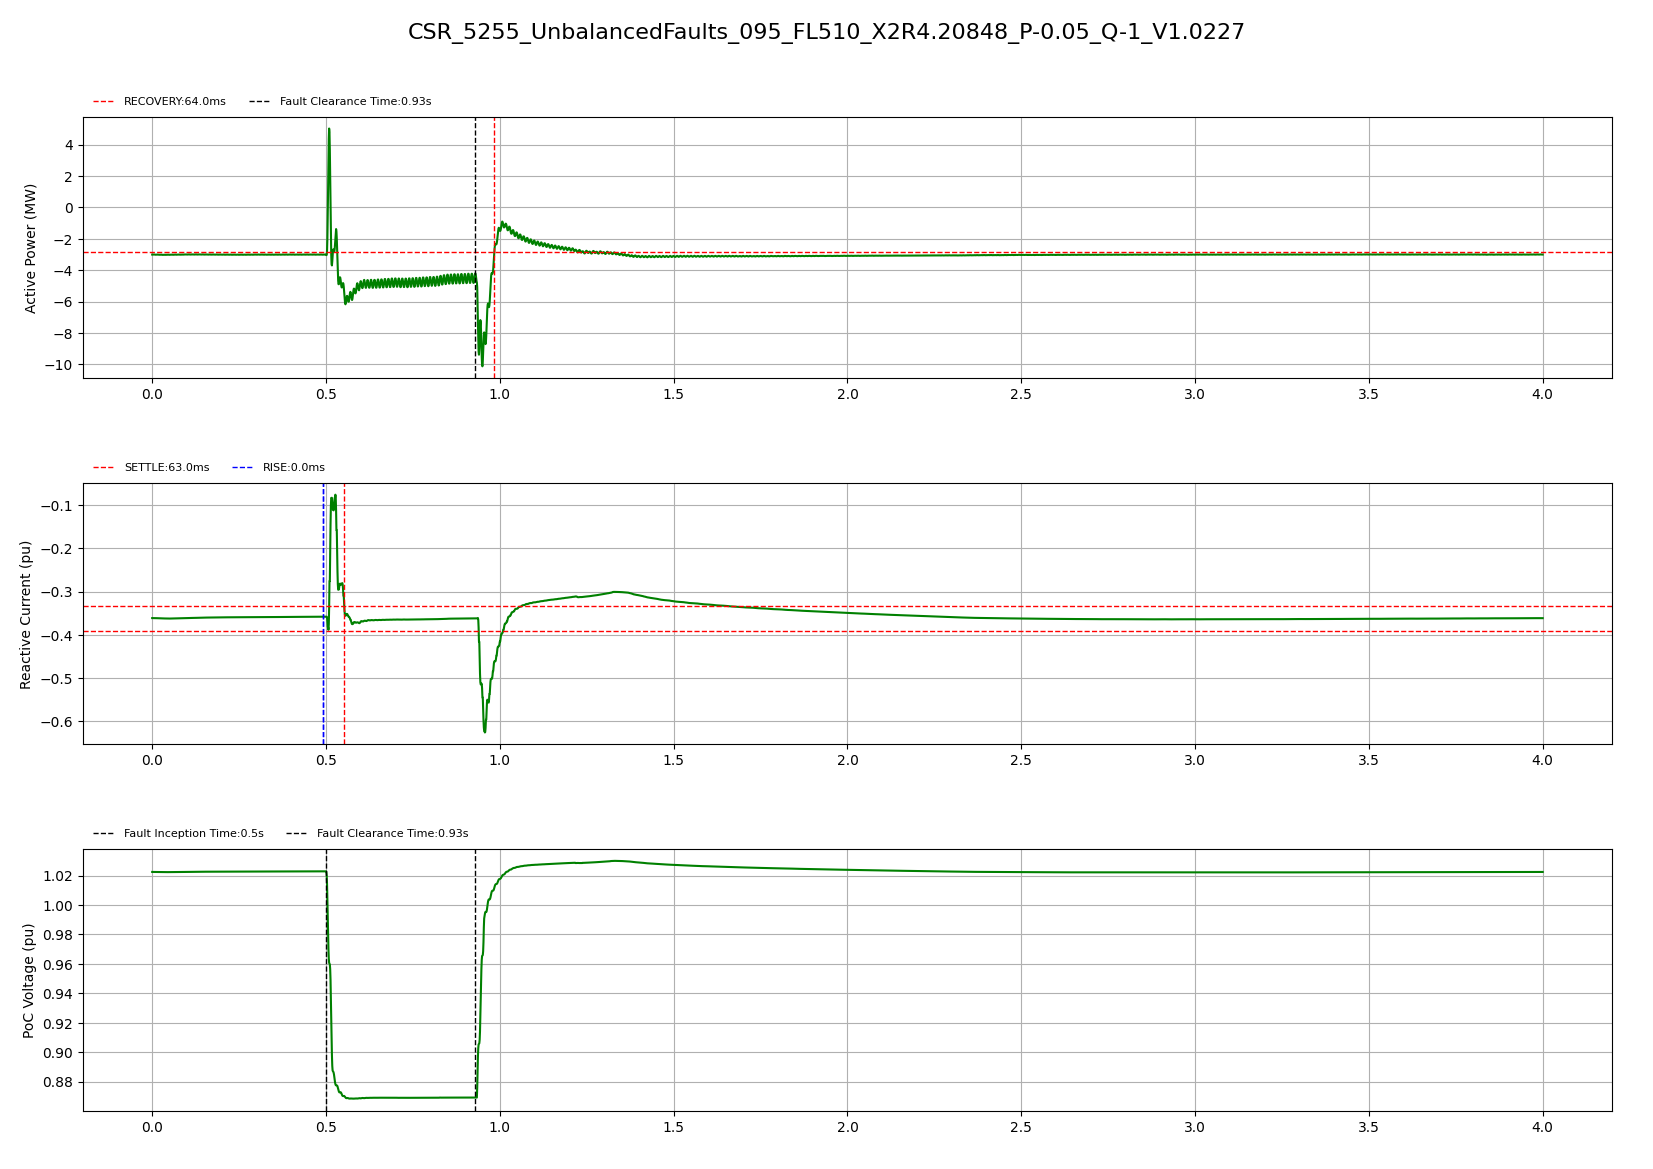 CSR_5255_UnbalancedFaults_095_FL510_X2R4.20848_P-0.05_Q-1_V1.0227
RECOVERY:64.0ms Fault Clearance Time:0.93s
Active Power (MW)
4
2
0
−2
−4
−6
−8
−10
0.0 0.5 1.0 1.5 2.0 2.5 3.0 3.5 4.0
SETTLE:63.0ms RISE:0.0ms
Reactive Current (pu)
−0.1
−0.2
−0.3
−0.4
−0.5
−0.6
0.0 0.5 1.0 1.5 2.0 2.5 3.0 3.5 4.0
Fault Inception Time:0.5s Fault Clearance Time:0.93s
PoC Voltage (pu)
1.02
1.00
0.98
0.96
0.94
0.92
0.90
0.88
0.0 0.5 1.0 1.5 2.0 2.5 3.0 3.5 4.0